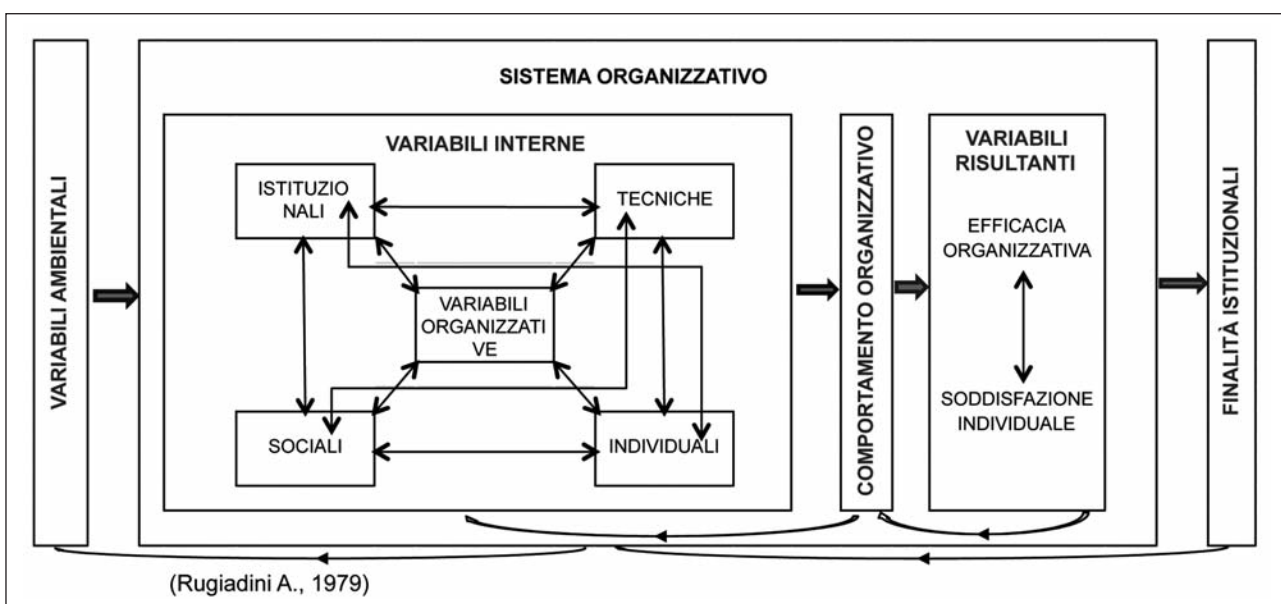 VARIABILI AMBIENTALI
SISTEMA ORGANIZZATIVO
VARIABILI INTERNE
ISTITUZIO
NALI
TECNICHE
VARIABILI
ORGANIZZATI
VE
SOCIALI
INDIVIDUALI
COMPORTAMENTO ORGANIZZATIVO
VARIABILI
RISULTANTI
EFFICACIA
ORGANIZZATIVA
SODDISFAZIONE
INDIVIDUALE
FINALITÀ ISTITUZIONALI
(Rugiadini A., 1979)